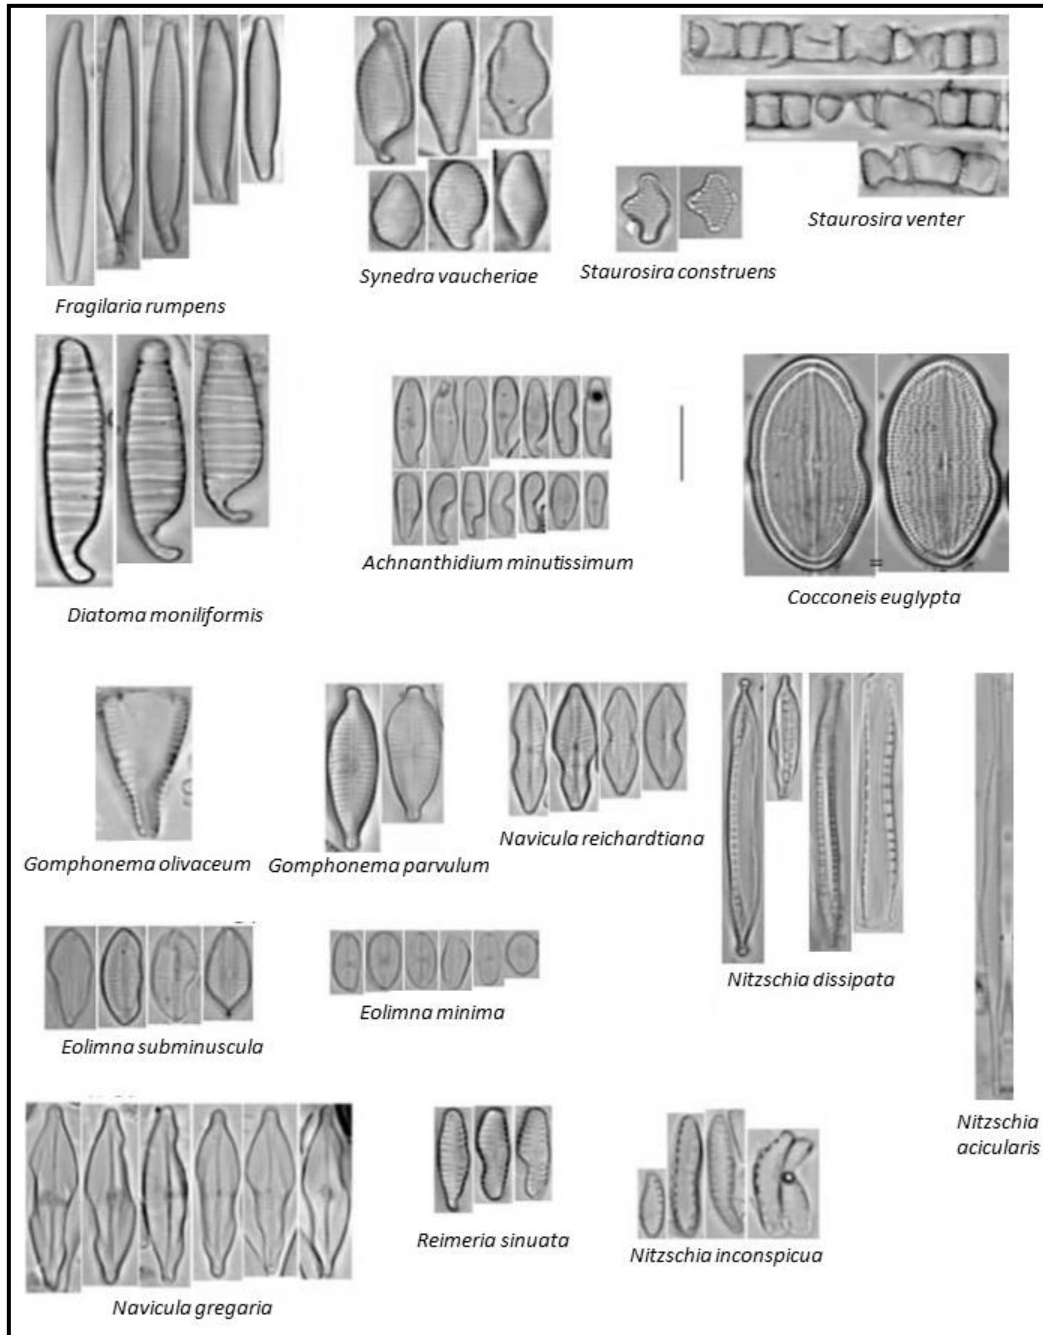 Staurosira venter
Synedra vaucheriae
Staurosira construens
Fragilaria rumpens
Achnanthidium minutissimum
Cocconeis euglypta
Diatoma moniliformis
Gomphonema olivaceum
Gomphonema parvulum
Navicula reichardtiana
Nitzschia dissipata
Eolimna subminuscula
Eolimna minima
Nitzschia
acicularis
Reimeria sinuata
Nitzschia inconspicua
Navicula gregaria